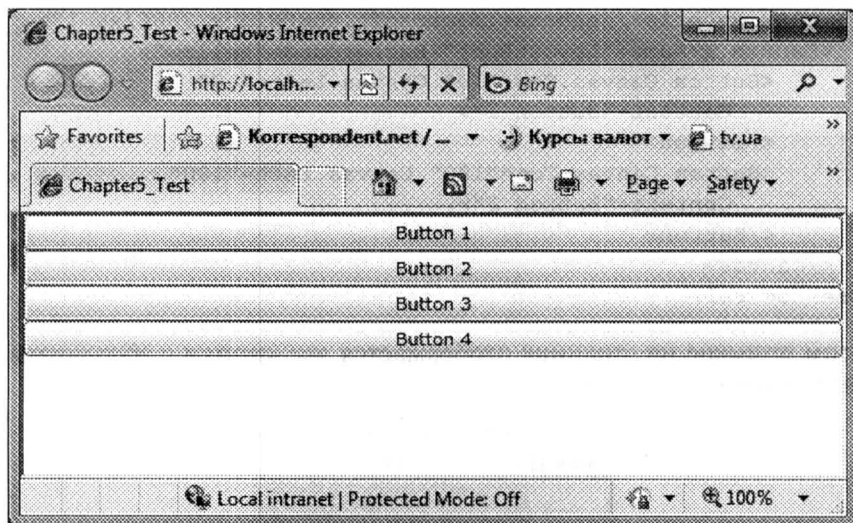 Chapter5_Test - Windows Internet Explorer
http://localh... Bing
Favorites Korrespondent.net / ... :-) Курсы валют tv.ua »
Chapter5_Test Page Safety »
Button 1
Button 2
Button 3
Button 4
Local intranet | Protected Mode: Off 100%